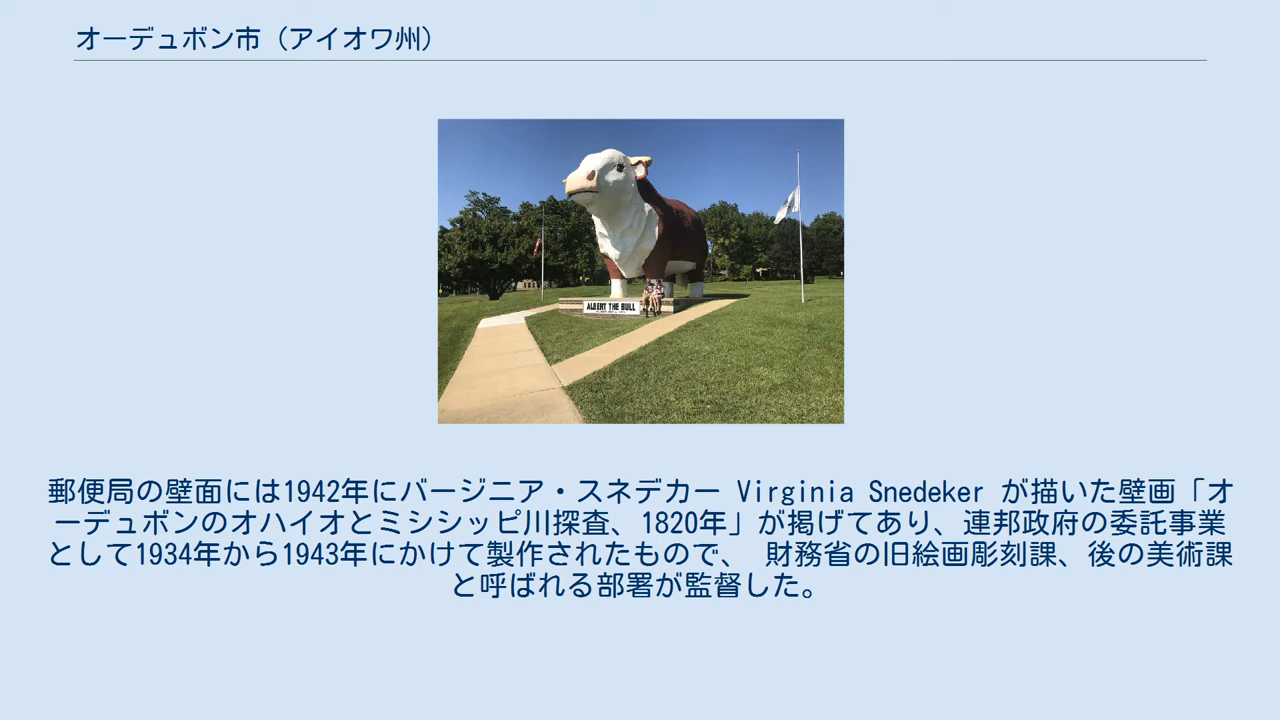 オーデュボン市（アイオワ州）
ALBERT THE BULL
郵便局の壁面には1942年にバージニア・スネデカー Virginia Snedeker が描いた壁画「オ
ーデュボンのオハイオとミシシッピ川探査、1820年」が掲げてあり、連邦政府の委託事業
として1934年から1943年にかけて製作されたもので、 財務省の旧絵画彫刻課、後の美術課
と呼ばれる部署が監督した。